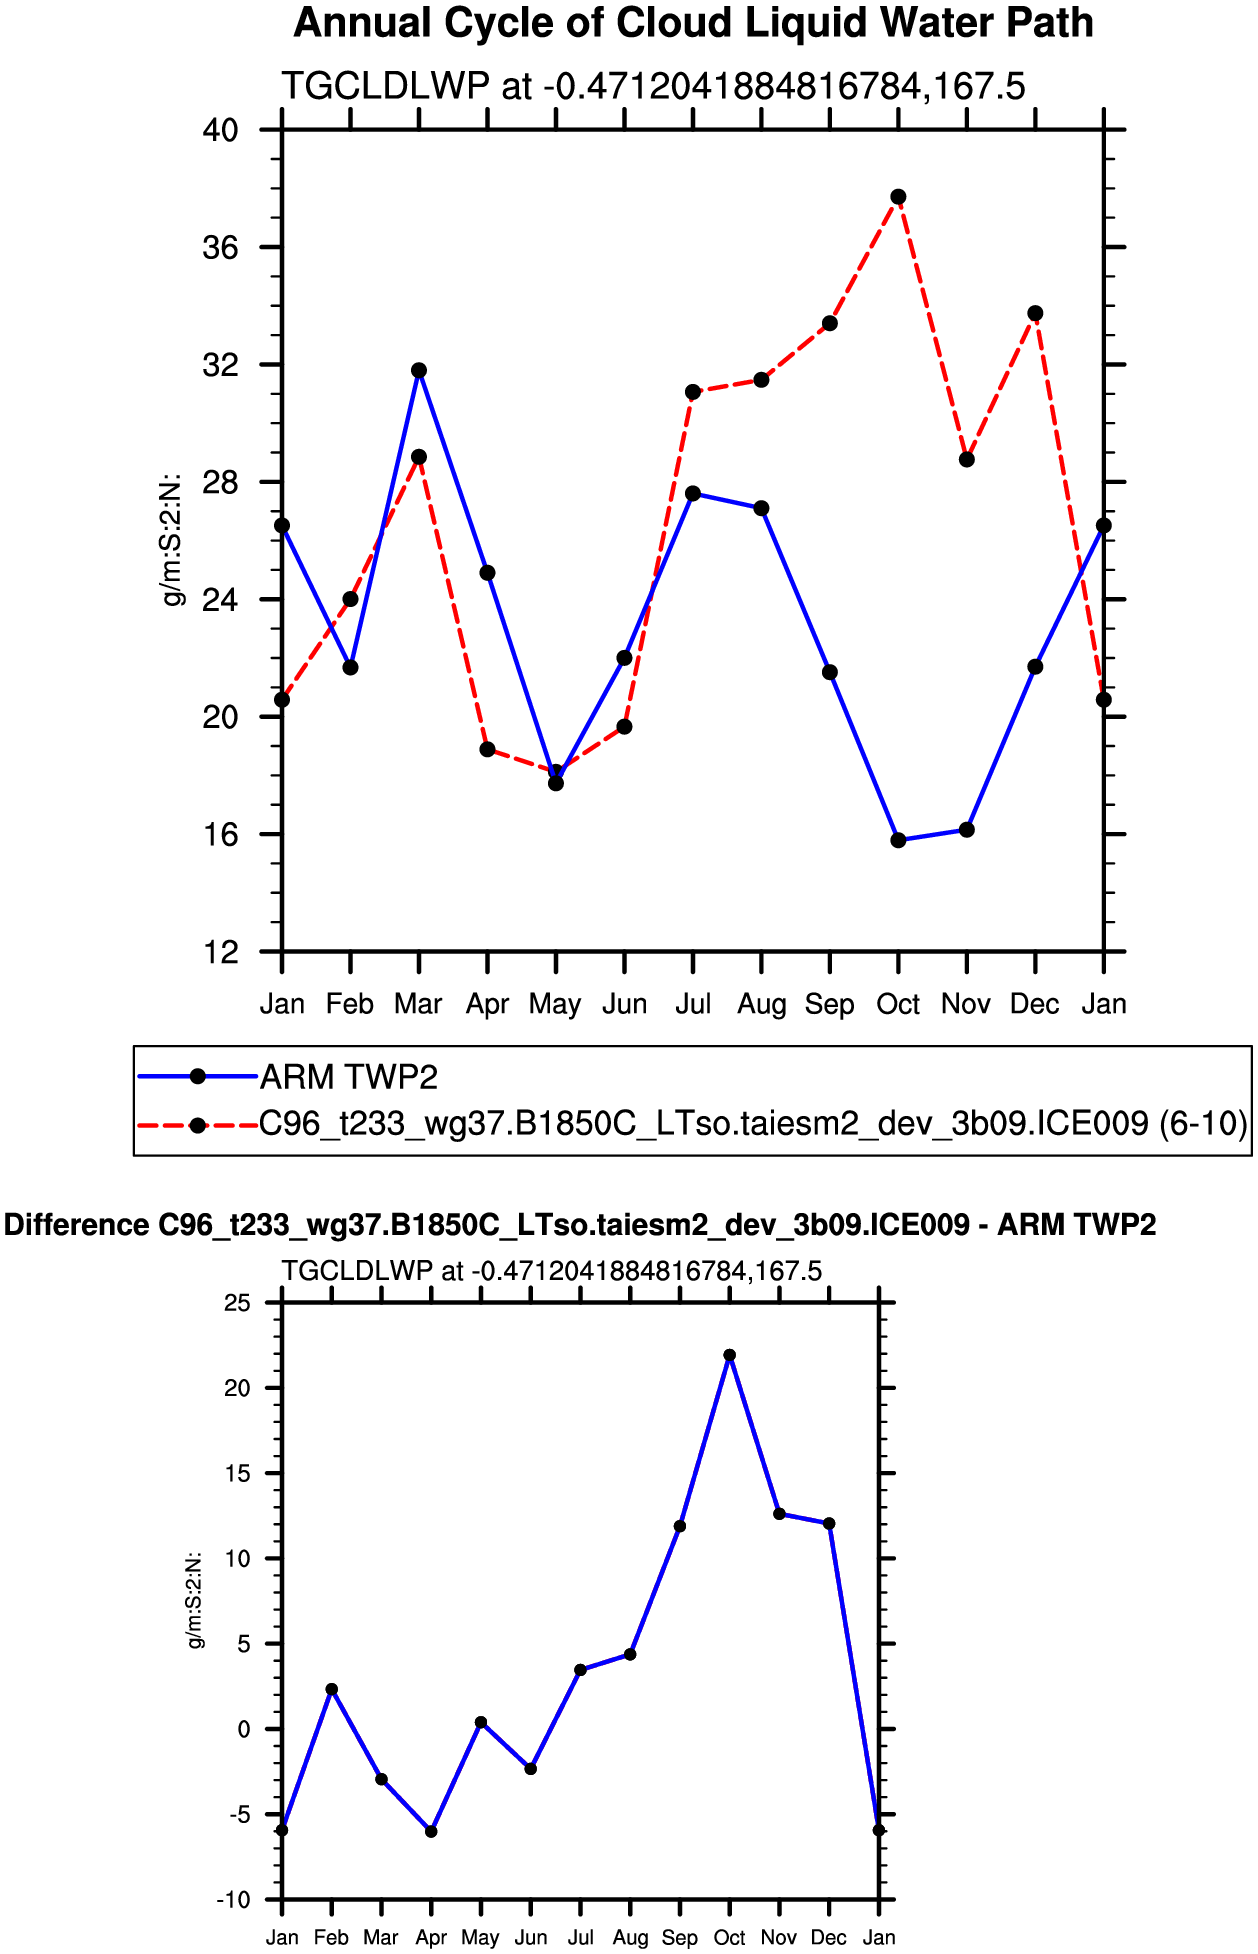 Annual Cycle of Cloud Liquid Water Path
TGCLDLWP at -0.4712041884816784,167.5
40
36
32
28
24
20
16
12
g/m:S:2:N:
Jan Feb Mar Apr May Jun Jul Aug Sep Oct Nov Dec Jan
ARM TWP2
C96_t233_wg37.B1850C_LTso.taiesm2_dev_3b09.ICE009 (6-10)
Difference C96_t233_wg37.B1850C_LTso.taiesm2_dev_3b09.ICE009 - ARM TWP2
TGCLDLWP at -0.4712041884816784,167.5
25
20
15
10
5
0
-5
-10
g/m:S:2:N:
Jan Feb Mar Apr May Jun Jul Aug Sep Oct Nov Dec Jan